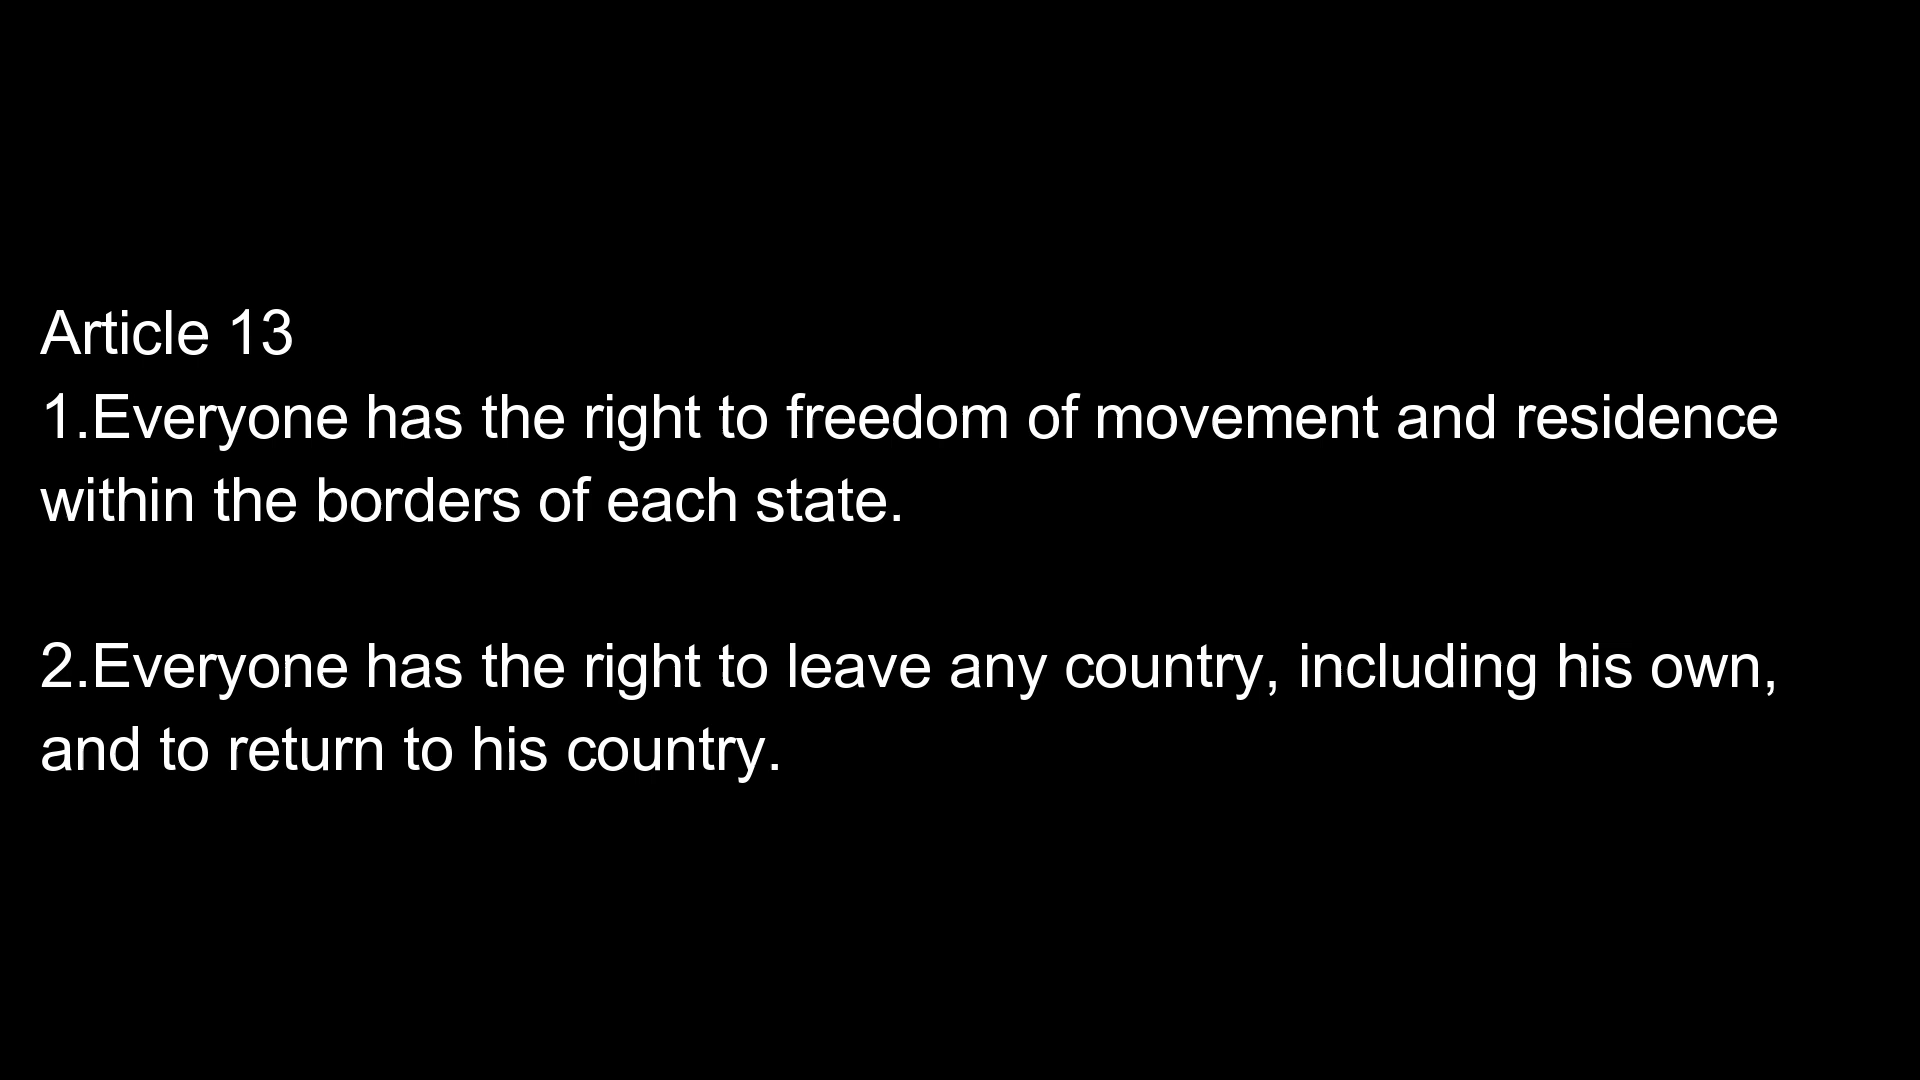 Article 13
1.Everyone has the right to freedom of movement and residence
within the borders of each state.
2.Everyone has the right to leave any country, including his own,
and to return to his country.